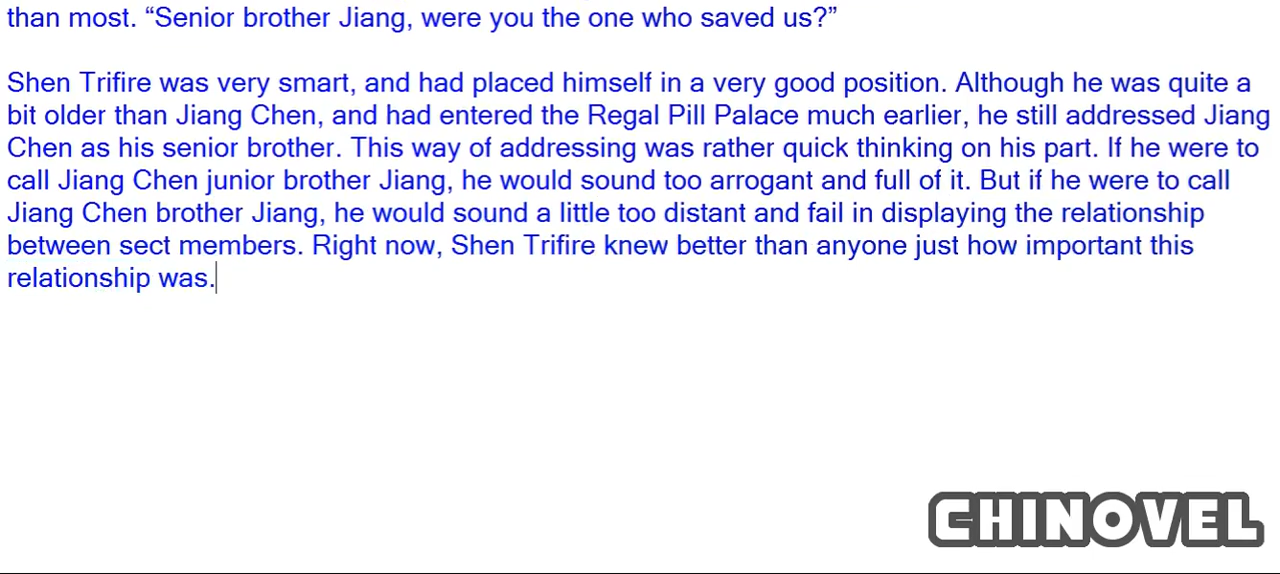 than most. “Senior brother Jiang, were you the one who saved us?”
Shen Trifire was very smart, and had placed himself in a very good position. Although he was quite a
bit older than Jiang Chen, and had entered the Regal Pill Palace much earlier, he still addressed Jiang
Chen as his senior brother. This way of addressing was rather quick thinking on his part. If he were to
call Jiang Chen junior brother Jiang, he would sound too arrogant and full of it. But if he were to call
Jiang Chen brother Jiang, he would sound a little too distant and fail in displaying the relationship
between sect members. Right now, Shen Trifire knew better than anyone just how important this
relationship was.
CHINOVEL